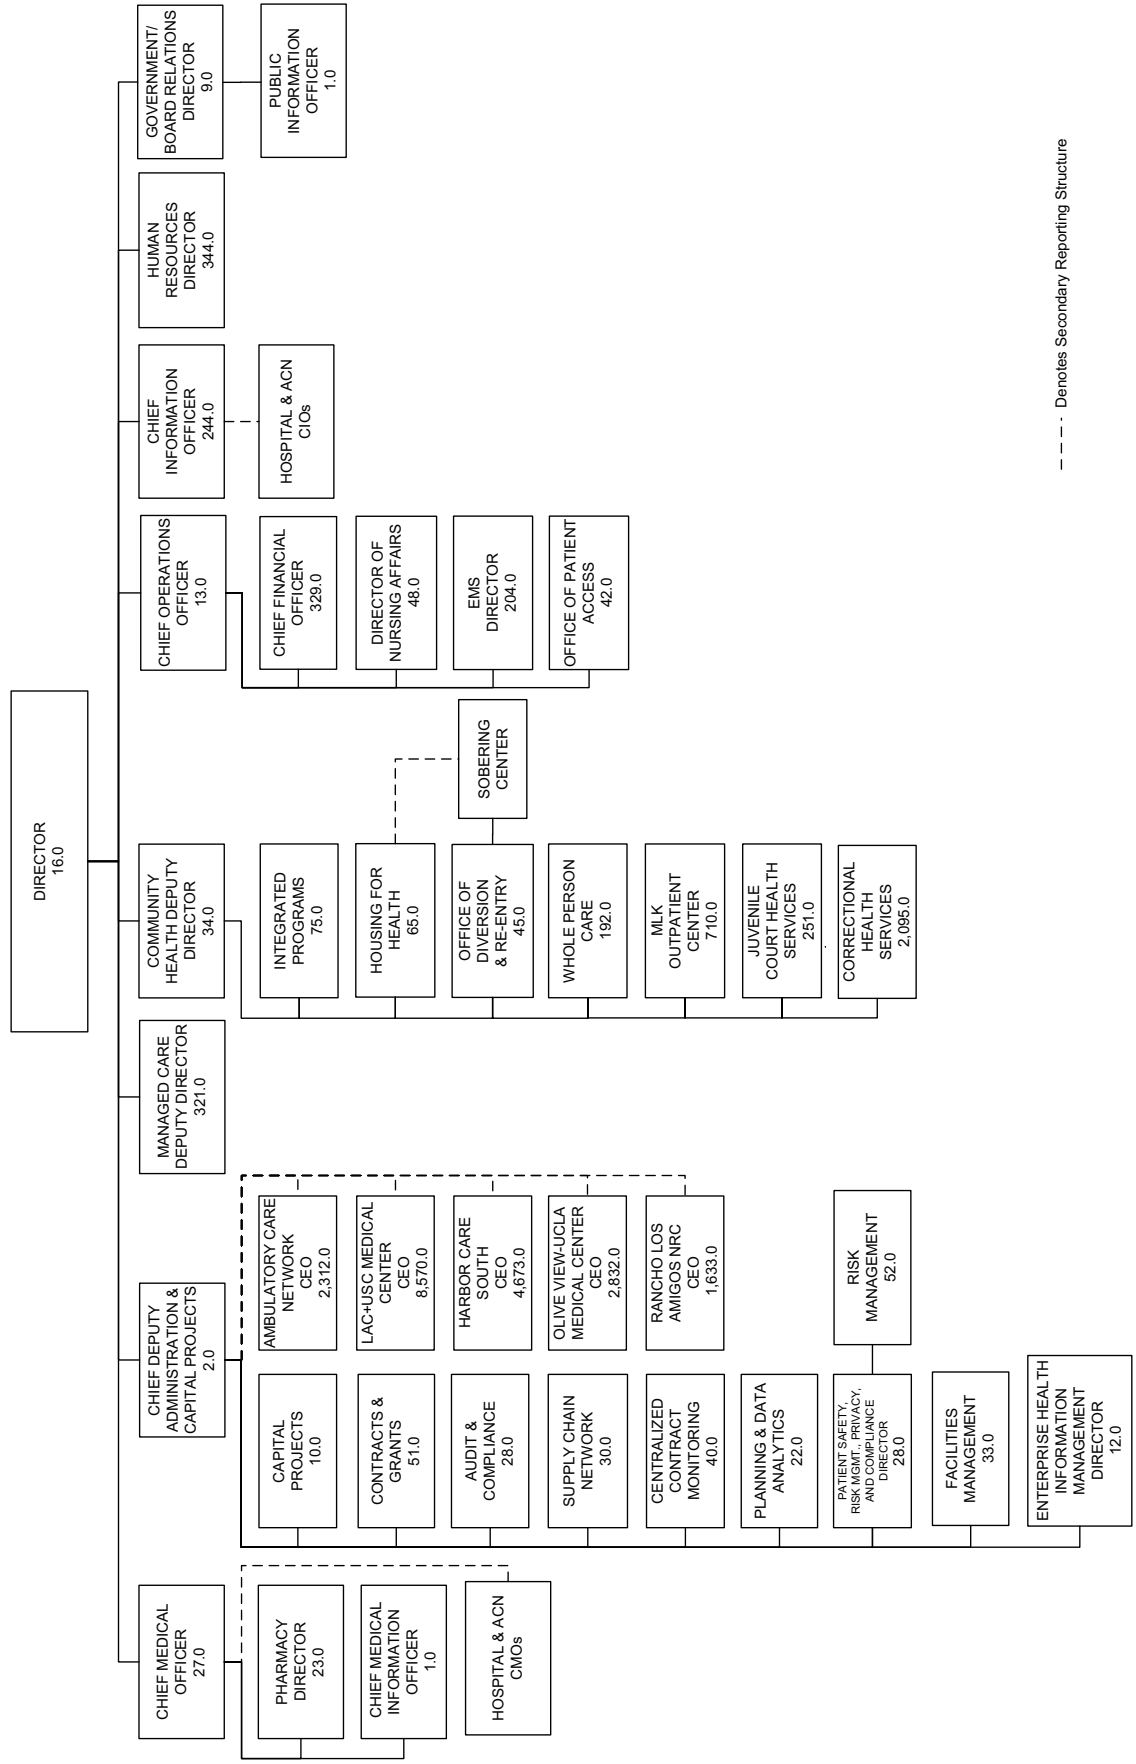 DIRECTOR
16.0
CHIEF MEDICAL
OFFICER
27.0
PHARMACY
DIRECTOR
23.0
CHIEF MEDICAL
INFORMATION
OFFICER
1.0
HOSPITAL & ACN
CMOs
CHIEF DEPUTY
ADMINISTRATION &
CAPITAL PROJECTS
2.0
CAPITAL
PROJECTS
10.0
CONTRACTS &
GRANTS
51.0
AUDIT &
COMPLIANCE
28.0
SUPPLY CHAIN
NETWORK
30.0
CENTRALIZED
CONTRACT
MONITORING
40.0
PLANNING & DATA
ANALYTICS
22.0
PATIENT SAFETY,
RISK MGMT., PRIVACY,
AND COMPLIANCE
DIRECTOR
28.0
FACILITIES
MANAGEMENT
33.0
ENTERPRISE HEALTH
INFORMATION
MANAGEMENT
DIRECTOR
12.0
AMBULATORY CARE
NETWORK
CEO
2,312.0
LAC+USC MEDICAL
CENTER
CEO
8,570.0
HARBOR CARE
SOUTH
CEO
4,673.0
OLIVE VIEW-UCLA
MEDICAL CENTER
CEO
2,832.0
RANCHO LOS
AMIGOS NRC
CEO
1,633.0
RISK
MANAGEMENT
52.0
MANAGED CARE
DEPUTY DIRECTOR
321.0
COMMUNITY
HEALTH DEPUTY
DIRECTOR
34.0
INTEGRATED
PROGRAMS
75.0
HOUSING FOR
HEALTH
65.0
OFFICE OF
DIVERSION
& RE-ENTRY
45.0
SOBERING
CENTER
WHOLE PERSON
CARE
192.0
MLK
OUTPATIENT
CENTER
710.0
JUVENILE
COURT HEALTH
SERVICES
251.0
CORRECTIONAL
HEALTH
SERVICES
2,095.0
CHIEF OPERATIONS
OFFICER
13.0
CHIEF FINANCIAL
OFFICER
329.0
DIRECTOR OF
NURSING AFFAIRS
48.0
EMS
DIRECTOR
204.0
OFFICE OF PATIENT
ACCESS
42.0
CHIEF
INFORMATION
OFFICER
244.0
HOSPITAL & ACN
CIOs
HUMAN
RESOURCES
DIRECTOR
344.0
GOVERNMENT/
BOARD RELATIONS
DIRECTOR
9.0
PUBLIC
INFORMATION
OFFICER
1.0
Denotes Secondary Reporting Structure